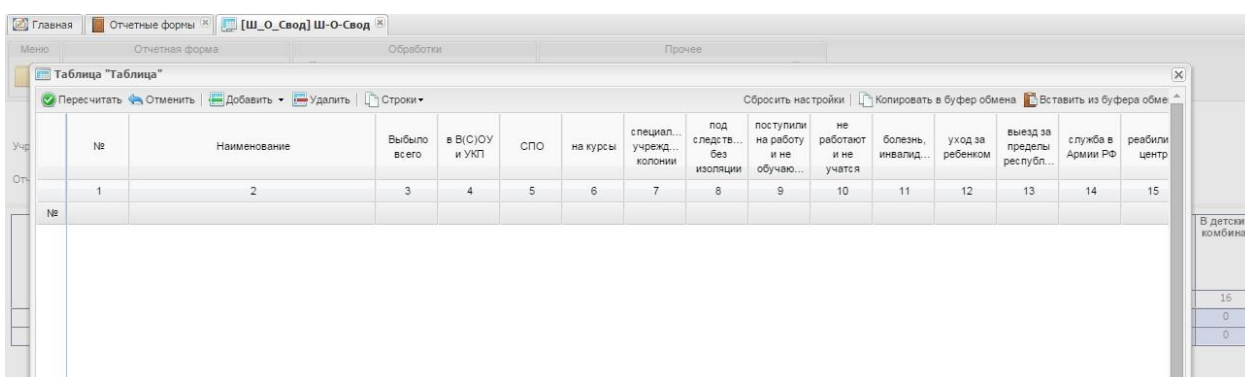 Главная Отчетные формы [Ш_О_Свод] Ш-О-Свод
Меню Отчетная форма Обработки Прочее
Таблица "Таблица"
Пересчитать Отменить Добавить Удалить Строки Сбросить настройки Копировать в буфер обмена Вставить из буфера обме
№
Наименование
Выбыло
всего
в В(С)ОУ
и УКП
СПО
на курсы
специал...
учрежд...
колонии
под
следств...
без
изоляции
поступили
на работу
и не
обучаю...
не
работают
и не
учатся
болезнь,
инвалид...
уход за
ребенком
выезд за
пределы
республ...
служба в
Армии РФ
реабили
центр
1 2 3 4 5 6 7 8 9 10 11 12 13 14 15
№
Учр
Отч
В детски
комбина
16
0
0